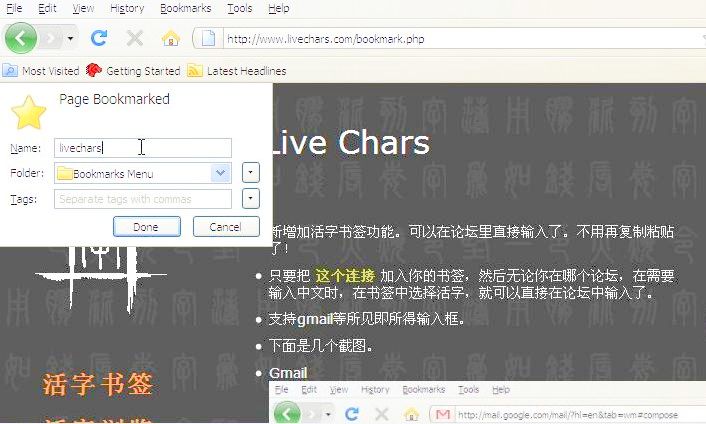 File Edit View History Bookmarks Tools Help
http://www.livechars.com/bookmark.php
Most Visited Getting Started Latest Headlines
Page Bookmarked
Name: livechars
Folder: Bookmarks Menu
Tags: Separate tags with commas
Done Cancel
Live Chars
新增加活字书签功能。可以在论坛里直接输入了。不用再复制粘贴
了!
只要把 这个连接 加入你的书签，然后无论你在哪个论坛，在需要
输入中文时，在书签中选择活字，就可以直接在论坛中输入了。
支持gmail等所见即所得输入框。
下面是几个截图。
Gmail
活字书签
File Edit View History Bookmarks Tools Help
http://mail.google.com/mail/?hl=en&tab=wm#compose